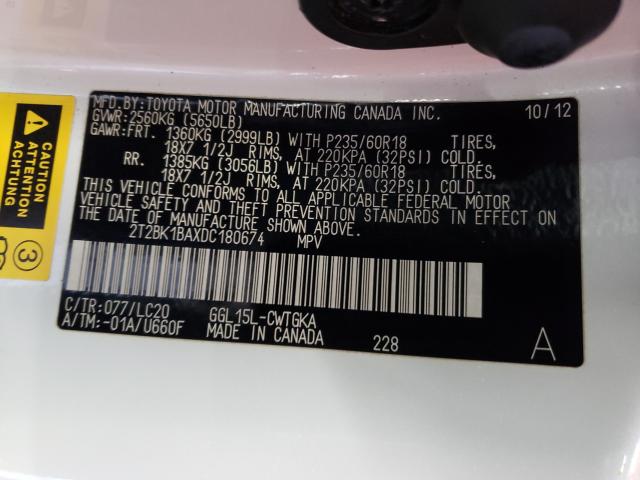 MFD.BY:TOYOTA MOTOR MANUFACTURING CANADA INC. 10/12
GVWR:2560KG (5650LB)
GAWR:FRT. 1360KG (2999LB) WITH P235/60R18 TIRES,
18X7 1/2J RIMS, AT 220KPA (32PSI) COLD.
RR. 1385KG (3056LB) WITH P235/60R18 TIRES,
18X7 1/2J RIMS, AT 220KPA (32PSI) COLD.
THIS VEHICLE CONFORMS TO ALL APPLICABLE FEDERAL MOTOR
VEHICLE SAFETY AND THEFT PREVENTION STANDARDS IN EFFECT ON
THE DATE OF MANUFACTURE SHOWN ABOVE.
2T2BK1BAXDC180674 MPV
C/TR:077/LC20 GGL15L-CWTGKA
A/TM:-01A/U660F MADE IN CANADA 228 A
CAUTION
ATTENTION
ACHTUNG
3